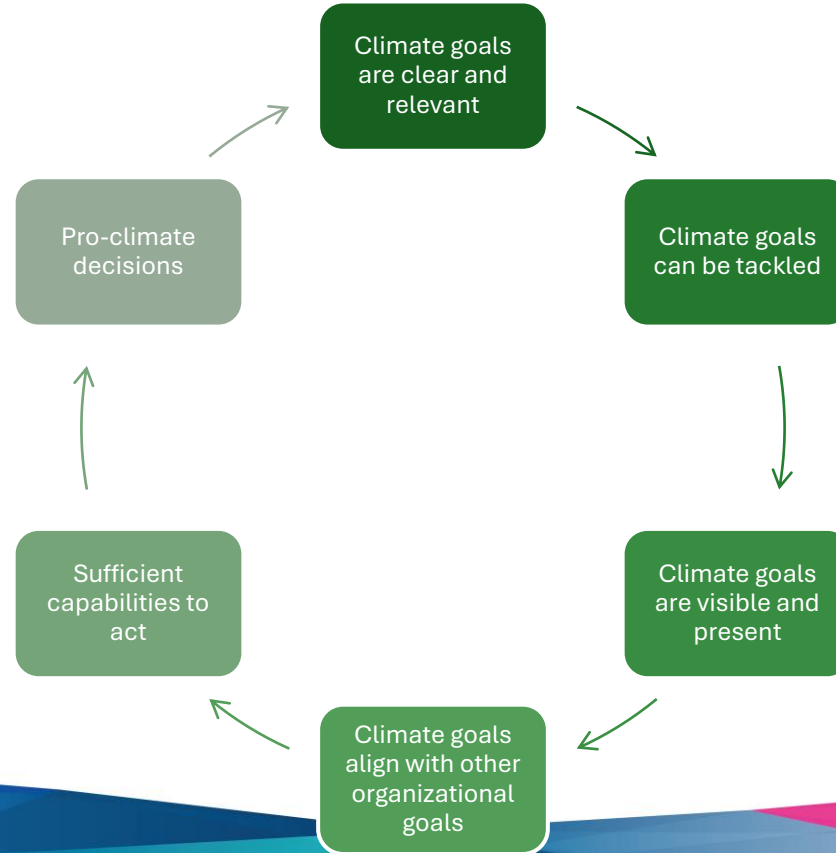 Climate goals
are clear and
relevant
Climate goals
can be tackled
Climate goals
are visible and
present
Climate goals
align with other
organizational
goals
Sufficient
capabilities to
act
Pro-climate
decisions